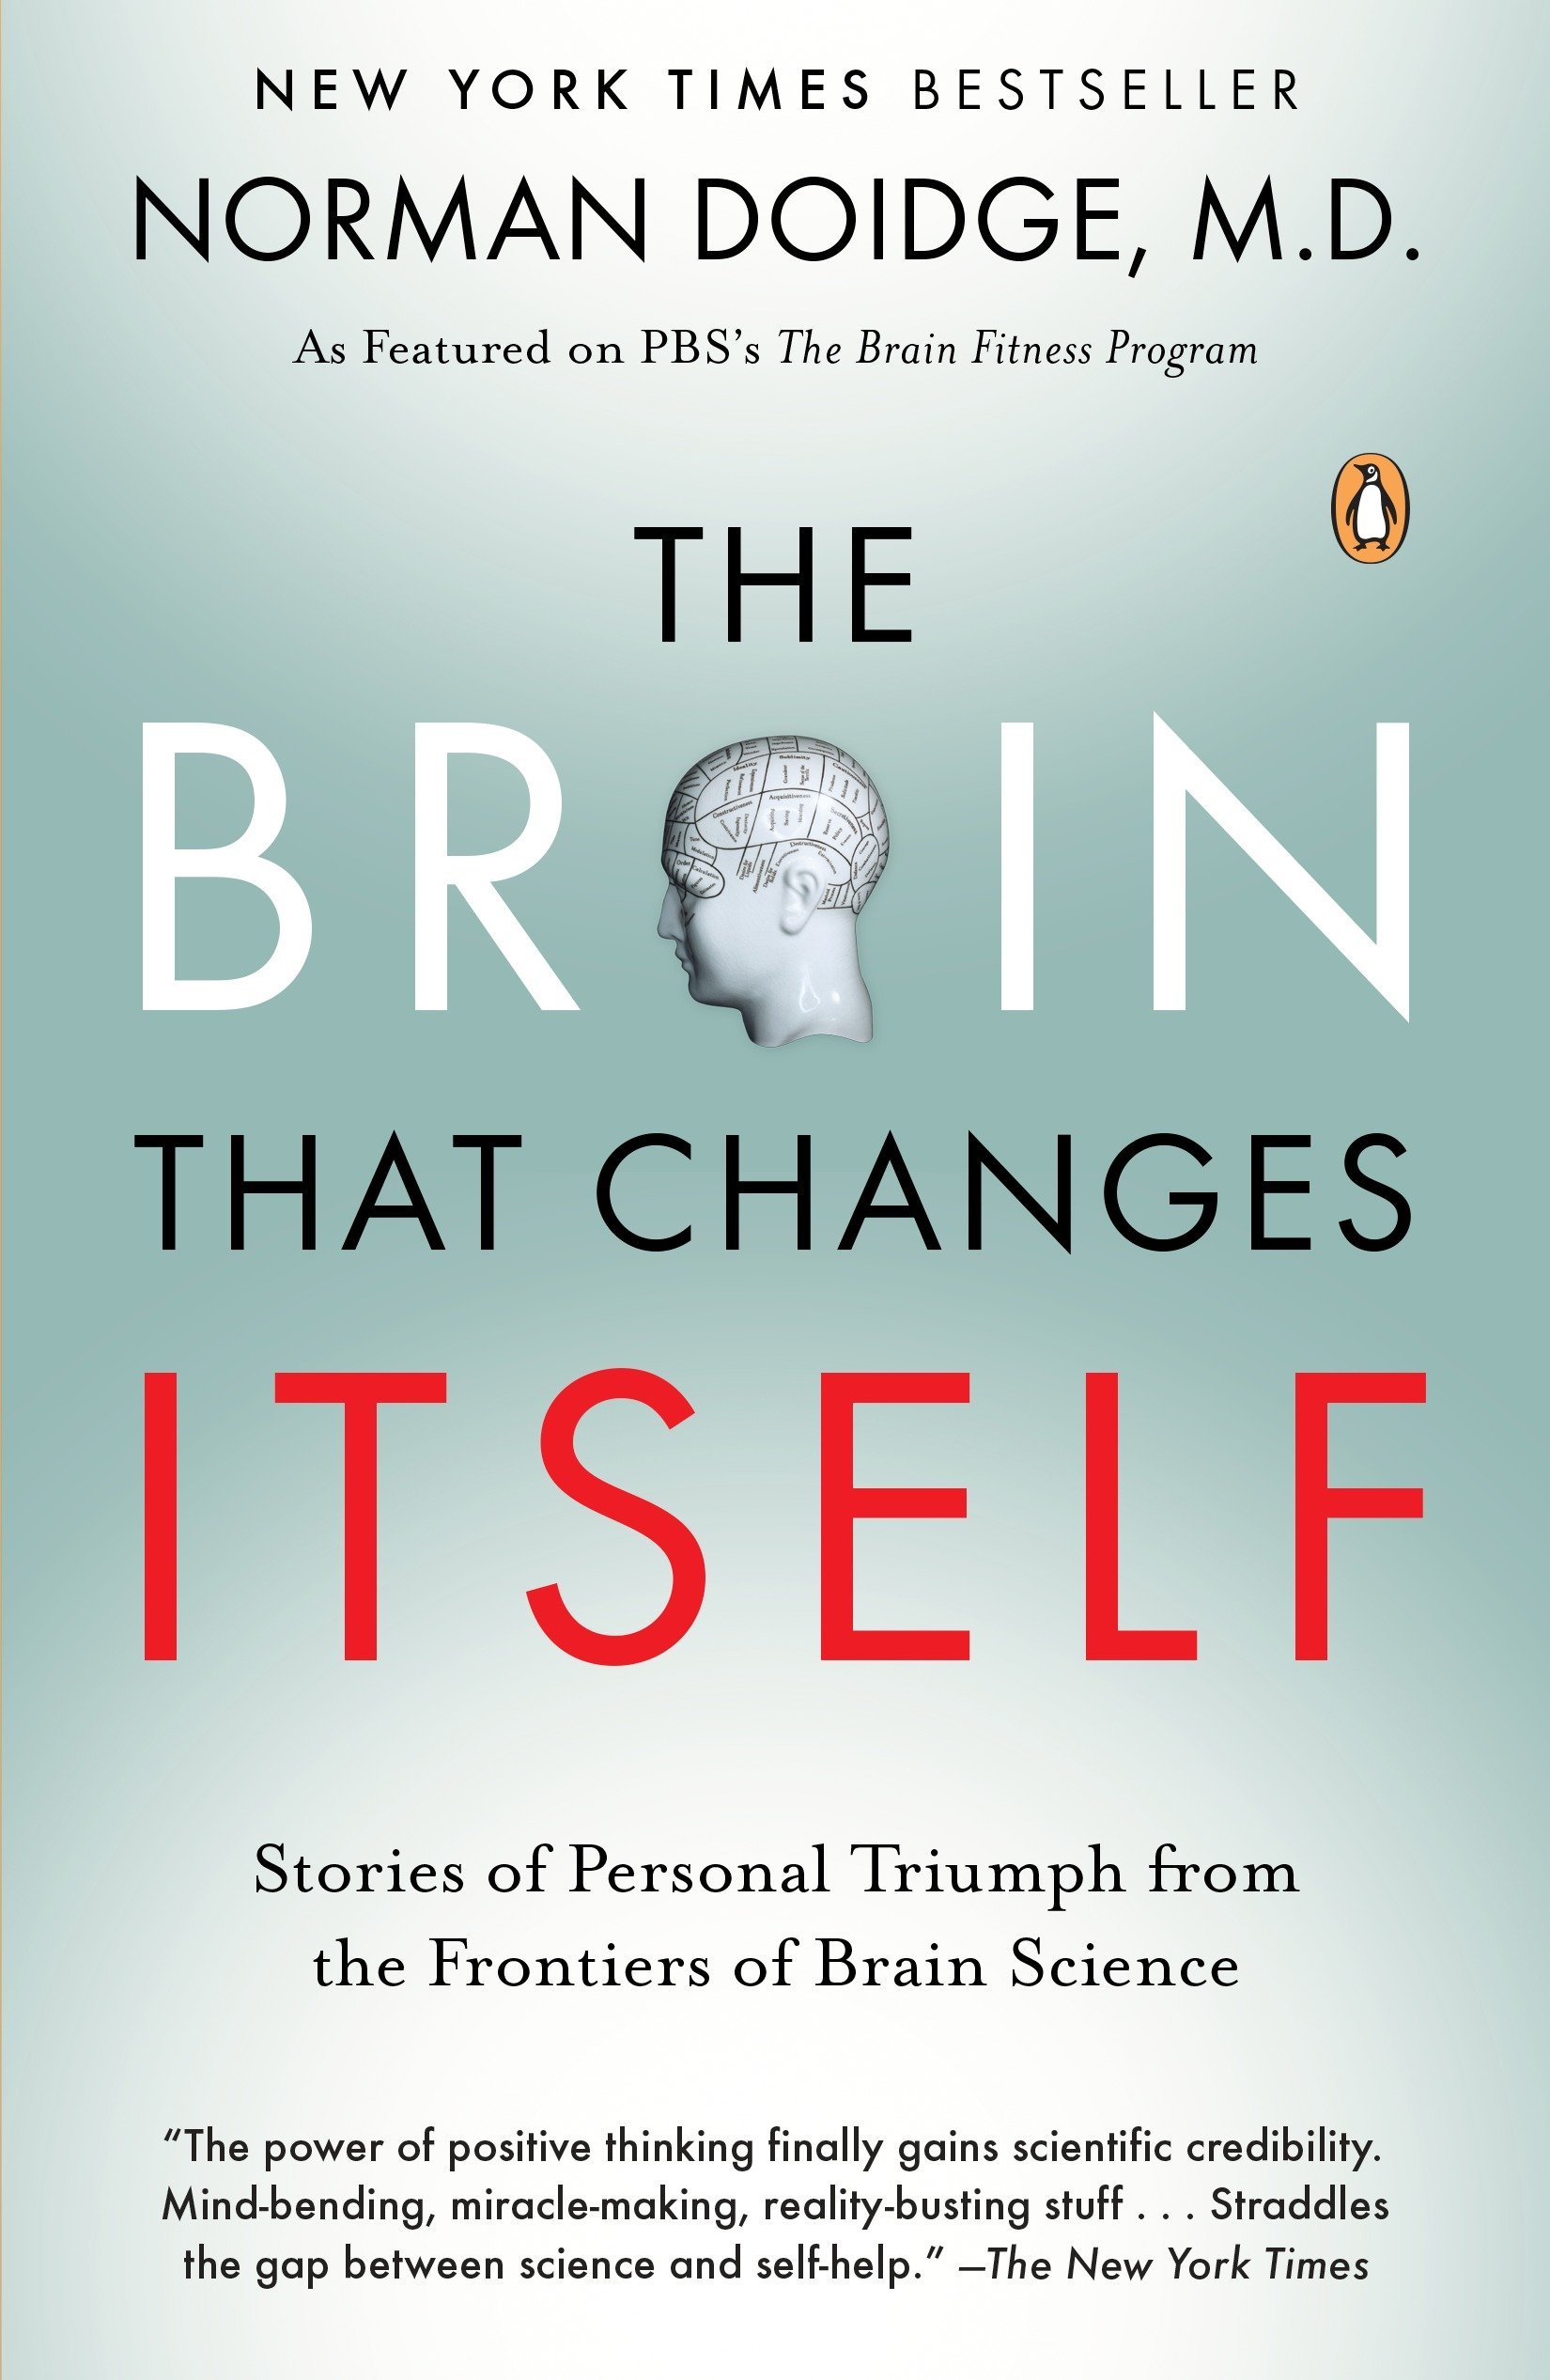 NEW YORK TIMES BESTSELLER
NORMAN DOIDGE, M.D.
As Featured on PBS's The Brain Fitness Program
THE
BR IN
THAT CHANGES
ITSELF
Stories of Personal Triumph from
the Frontiers of Brain Science
“The power of positive thinking finally gains scientific credibility.
Mind-bending, miracle-making, reality-busting stuff . . . Straddles
the gap between science and self-help.” —The New York Times